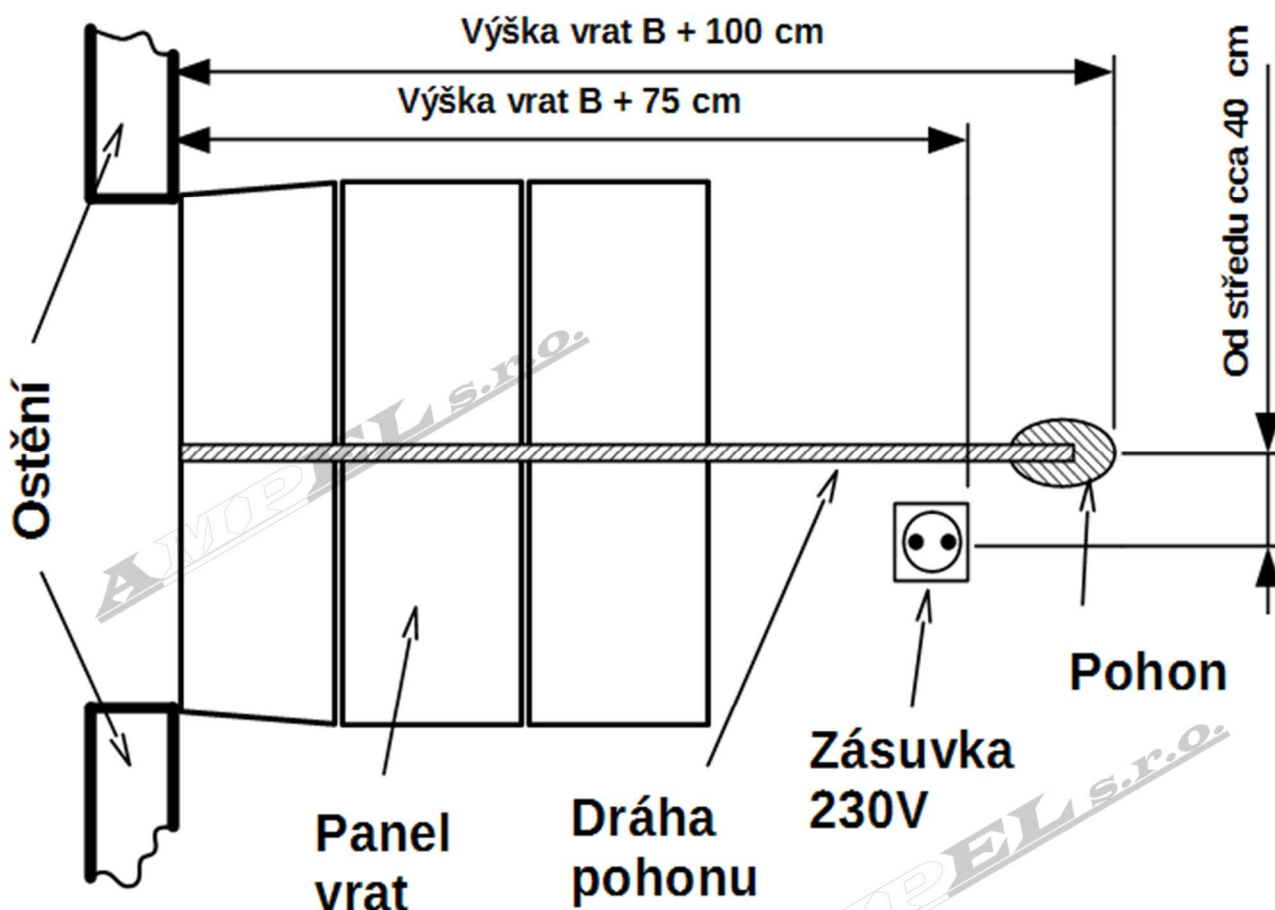 Výška vrat B + 100 cm
Výška vrat B + 75 cm
Od středu cca 40 cm
Ostění
AMPEL s.r.o.
Pohon
Zásuvka
230V
Panel
vrat
Dráha
pohonu
AMPEL s.r.o.